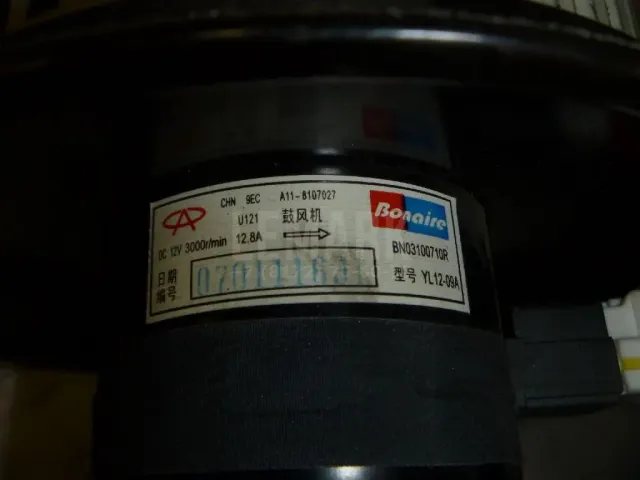 CHN 9EC A11-8107027
U121 鼓风机
Bonaire
DC 12V 3000r/min 12,8A
BN03100710R
日期
编号
07011163
型号 YL12-09A